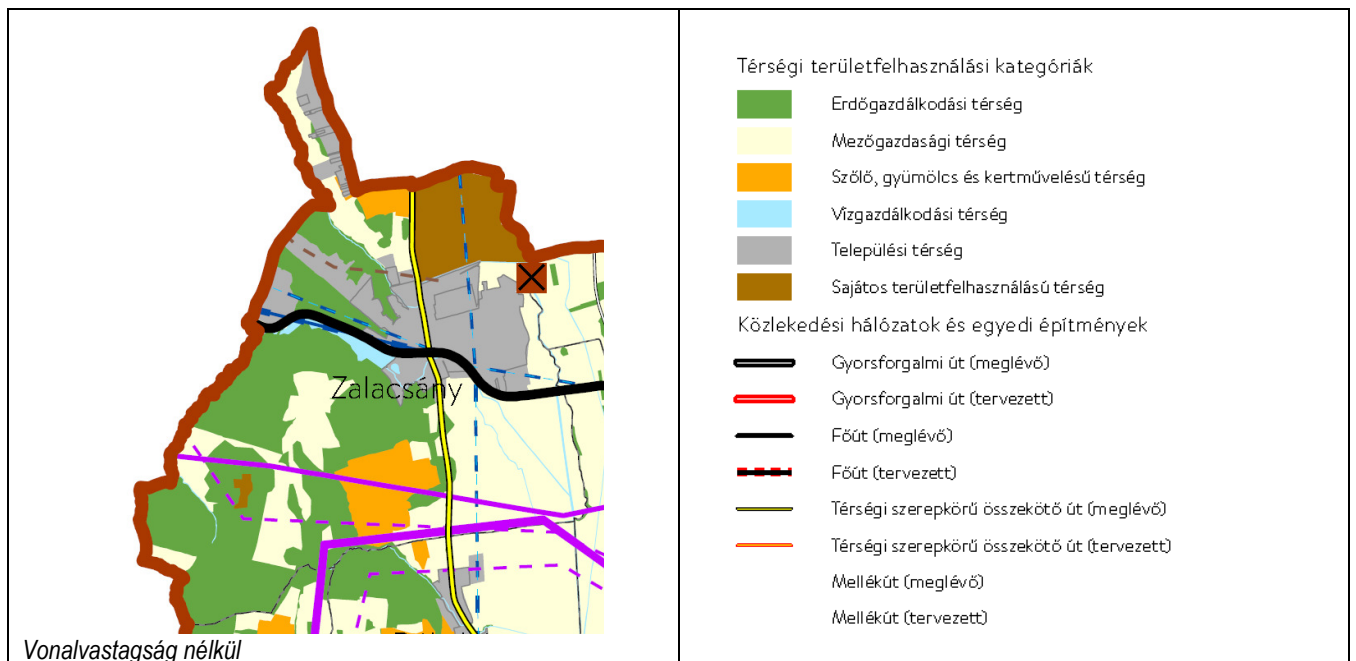 Zalacsány
Vonalvastagság nélkül
Térségi területfelhasználási kategóriák
Erdőgazdálkodási térség
Mezőgazdasági térség
Szőlő, gyümölcs és kertművelésű térség
Vízgazdálkodási térség
Települési térség
Sajátos területfelhasználású térség
Közlekedési hálózatok és egyedi építmények
Gyorsforgalmi út (meglévő)
Gyorsforgalmi út (tervezett)
Főút (meglévő)
Főút (tervezett)
Térségi szerepkörű összekötő út (meglévő)
Térségi szerepkörű összekötő út (tervezett)
Mellékút (meglévő)
Mellékút (tervezett)